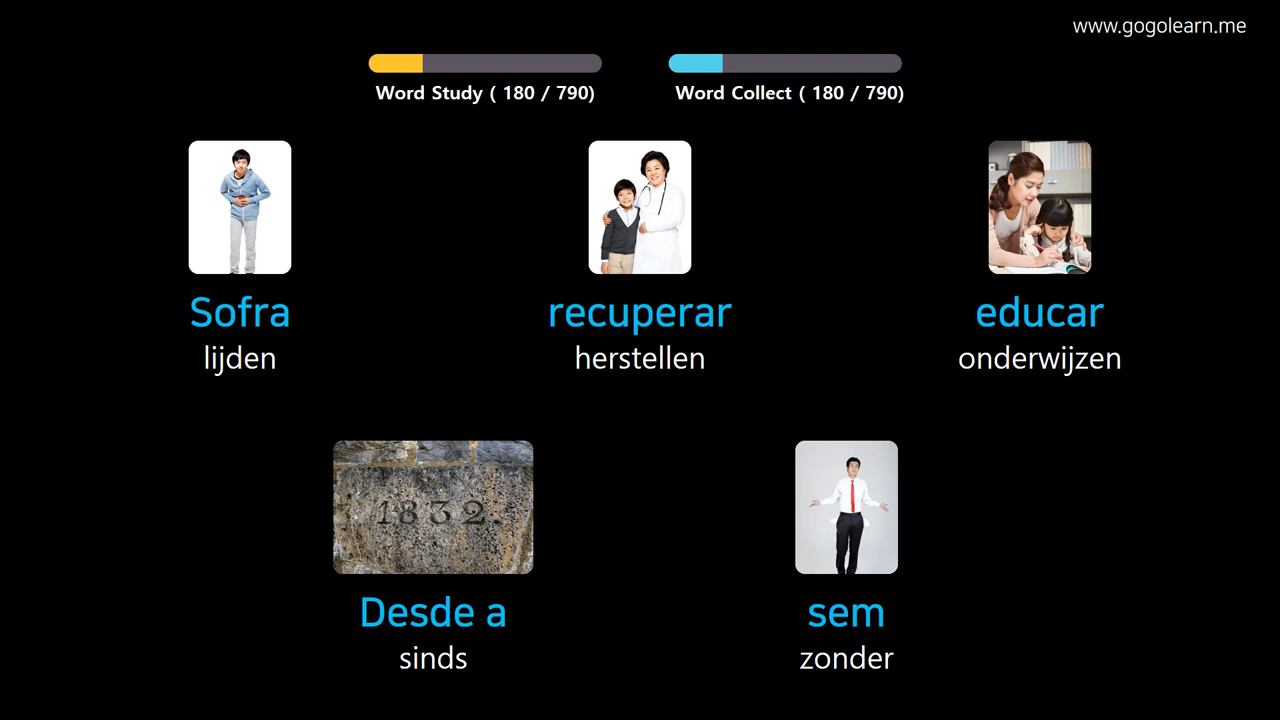 www.gogolearn.me
Word Study ( 180 / 790)
Word Collect ( 180 / 790)
Sofra
lijden
recuperar
herstellen
educar
onderwijzen
1832.
Desde a
sinds
sem
zonder